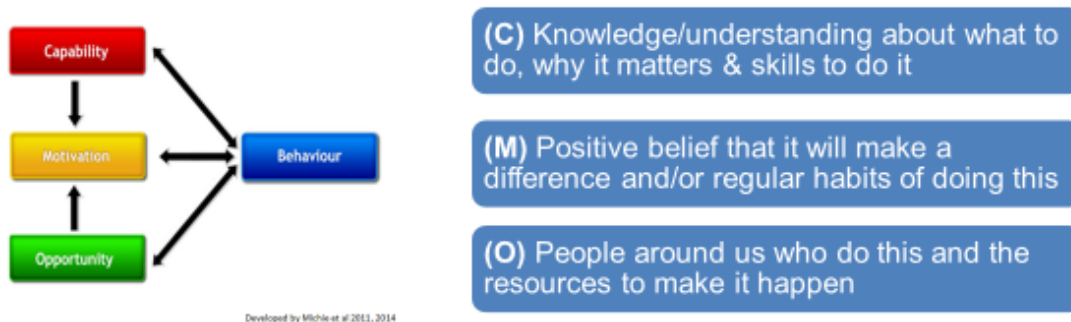 Capability
Motivation
Opportunity
Behaviour
Developed by Michie et al 2011, 2014
(C) Knowledge/understanding about what to
do, why it matters & skills to do it
(M) Positive belief that it will make a
difference and/or regular habits of doing this
(O) People around us who do this and the
resources to make it happen